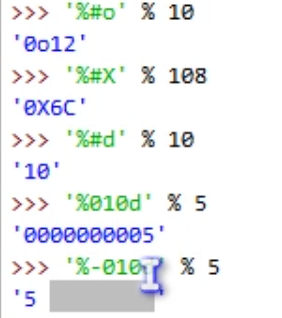 >>> '%#o' % 10
'0o12'
>>> '%#X' % 108
'0X6C'
>>> '%#d' % 10
'10'
>>> '%010d' % 5
'0000000005'
>>> '%-010 ' % 5
'5         '